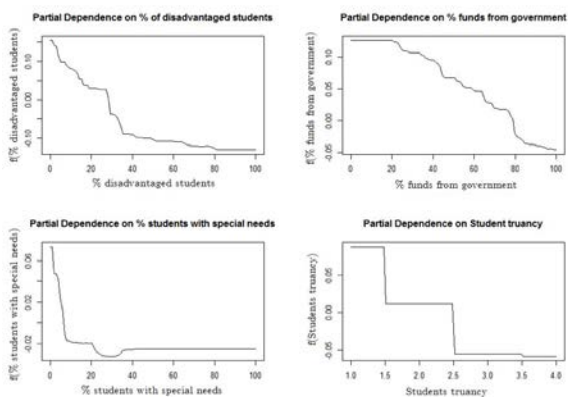 Partial Dependence on % of disadvantaged students
f(% disadvantaged students)
0.10
0.00
-0.10
0 20 40 60 80 100
% disadvantaged students
Partial Dependence on % funds from government
f(% funds from government)
0.10
0.05
0.00
-0.05
0 20 40 60 80 100
% funds from government
Partial Dependence on % students with special needs
f(% students with special needs)
0.06
0.02
-0.02
0 20 40 60 80 100
% students with special needs
Partial Dependence on Student truancy
f(Students truancy)
0.05
-0.05
1.0 1.5 2.0 2.5 3.0 3.5 4.0
Students truancy